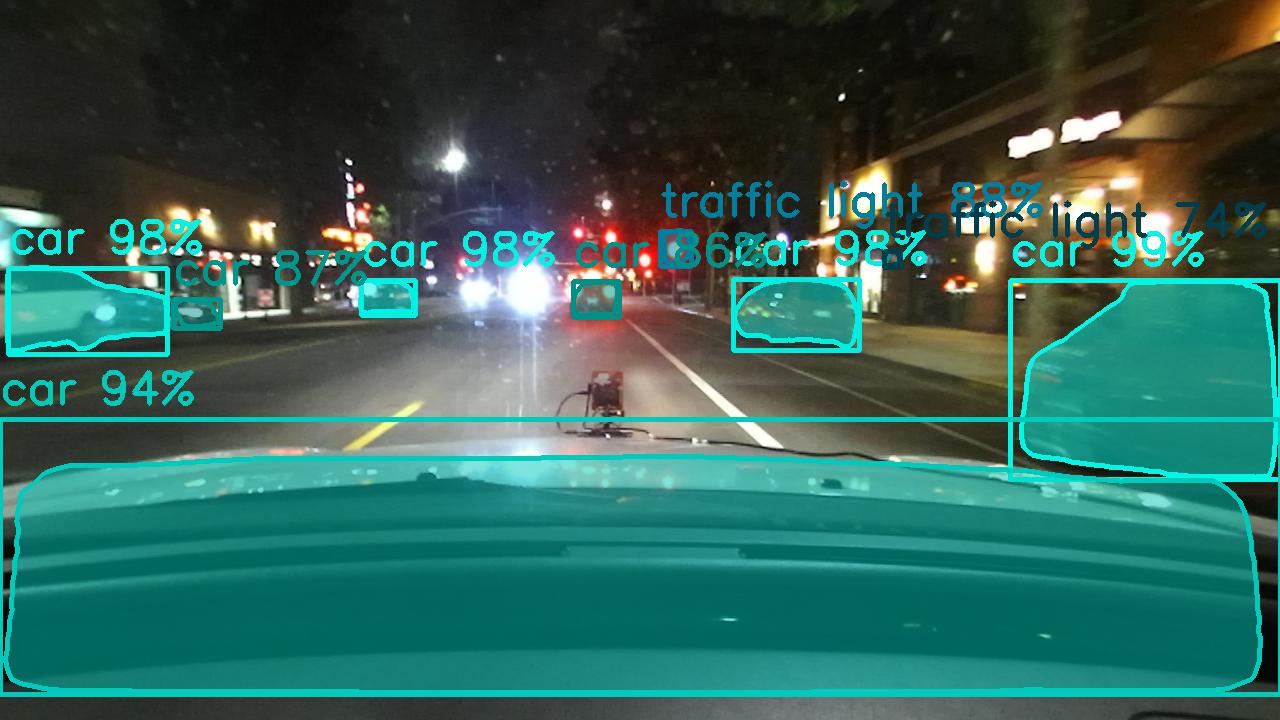 traffic light 88%
traffic light 74%
car 98%
car 87%
car 98%
car 86%
car 98%
car 99%
car 94%